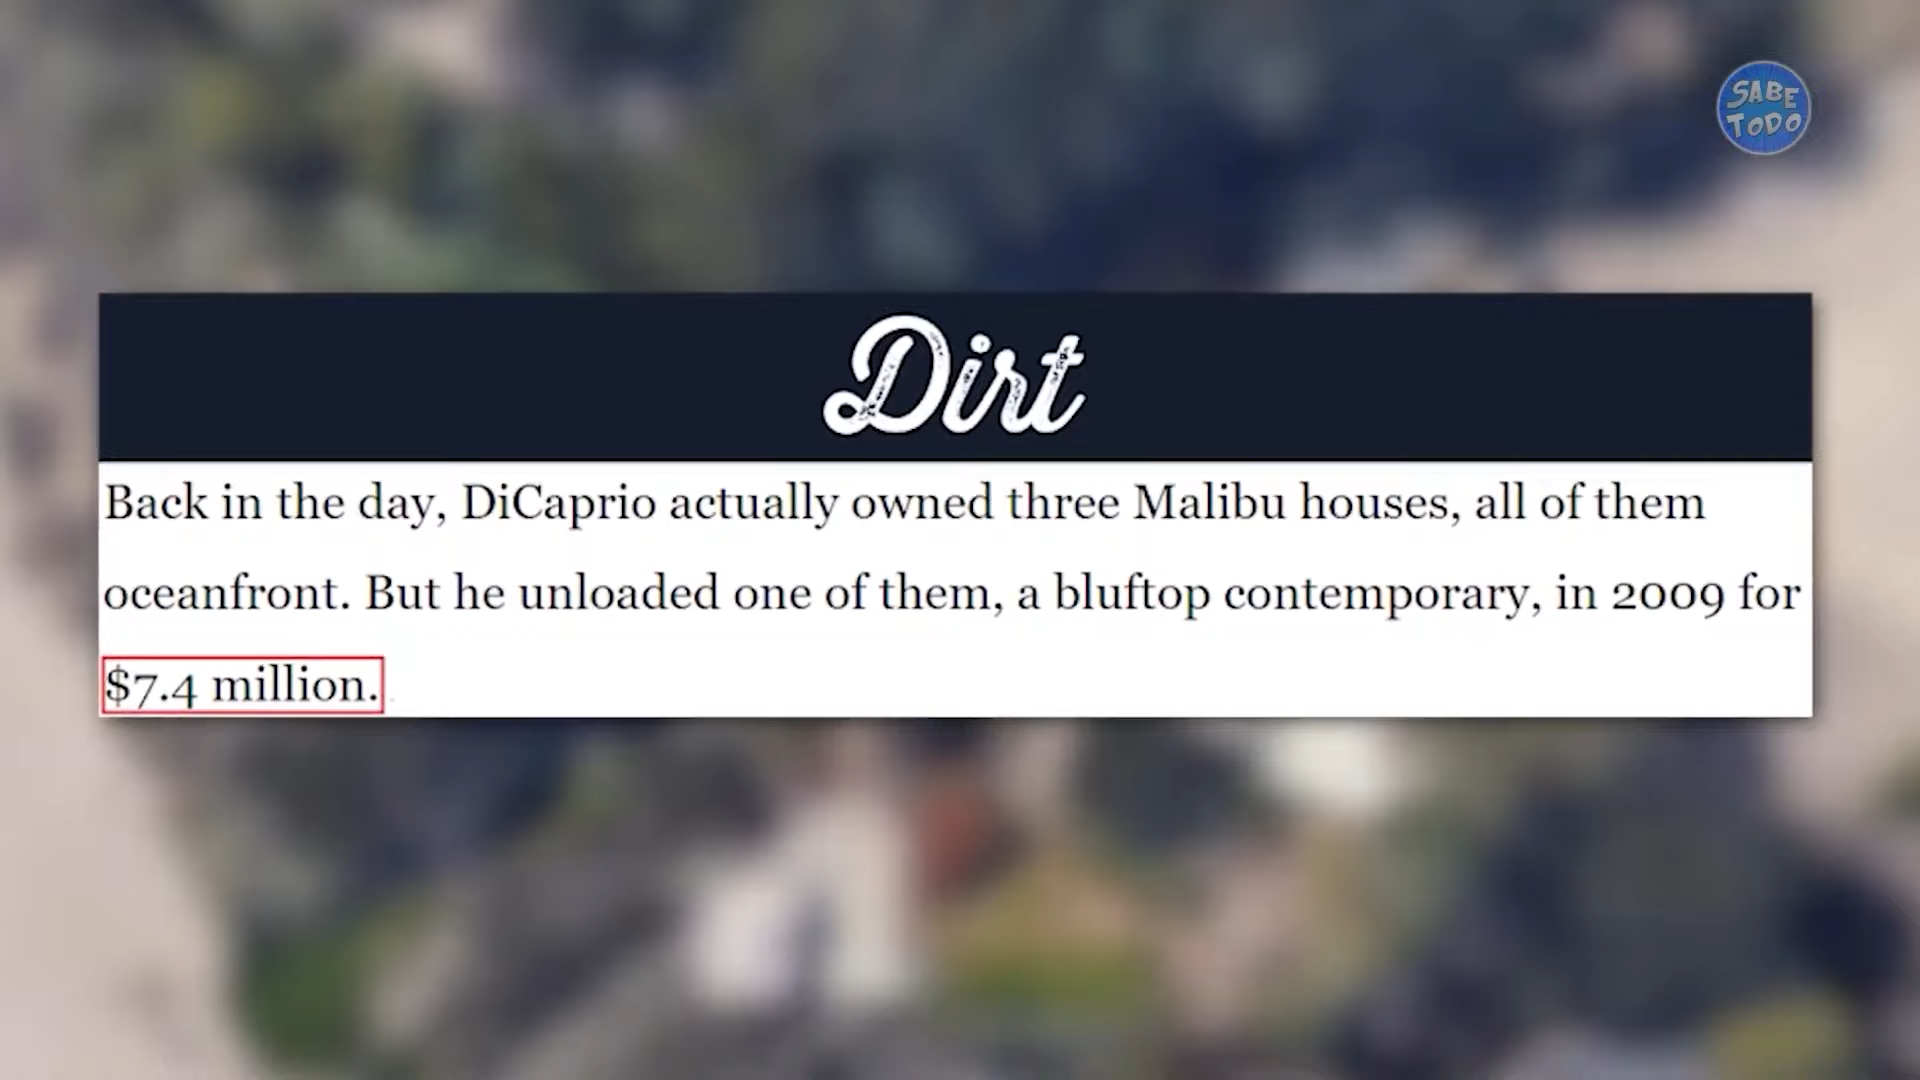 SABE
TODO
Dirt
Back in the day, DiCaprio actually owned three Malibu houses, all of them
oceanfront. But he unloaded one of them, a bluftop contemporary, in 2009 for
$7.4 million.